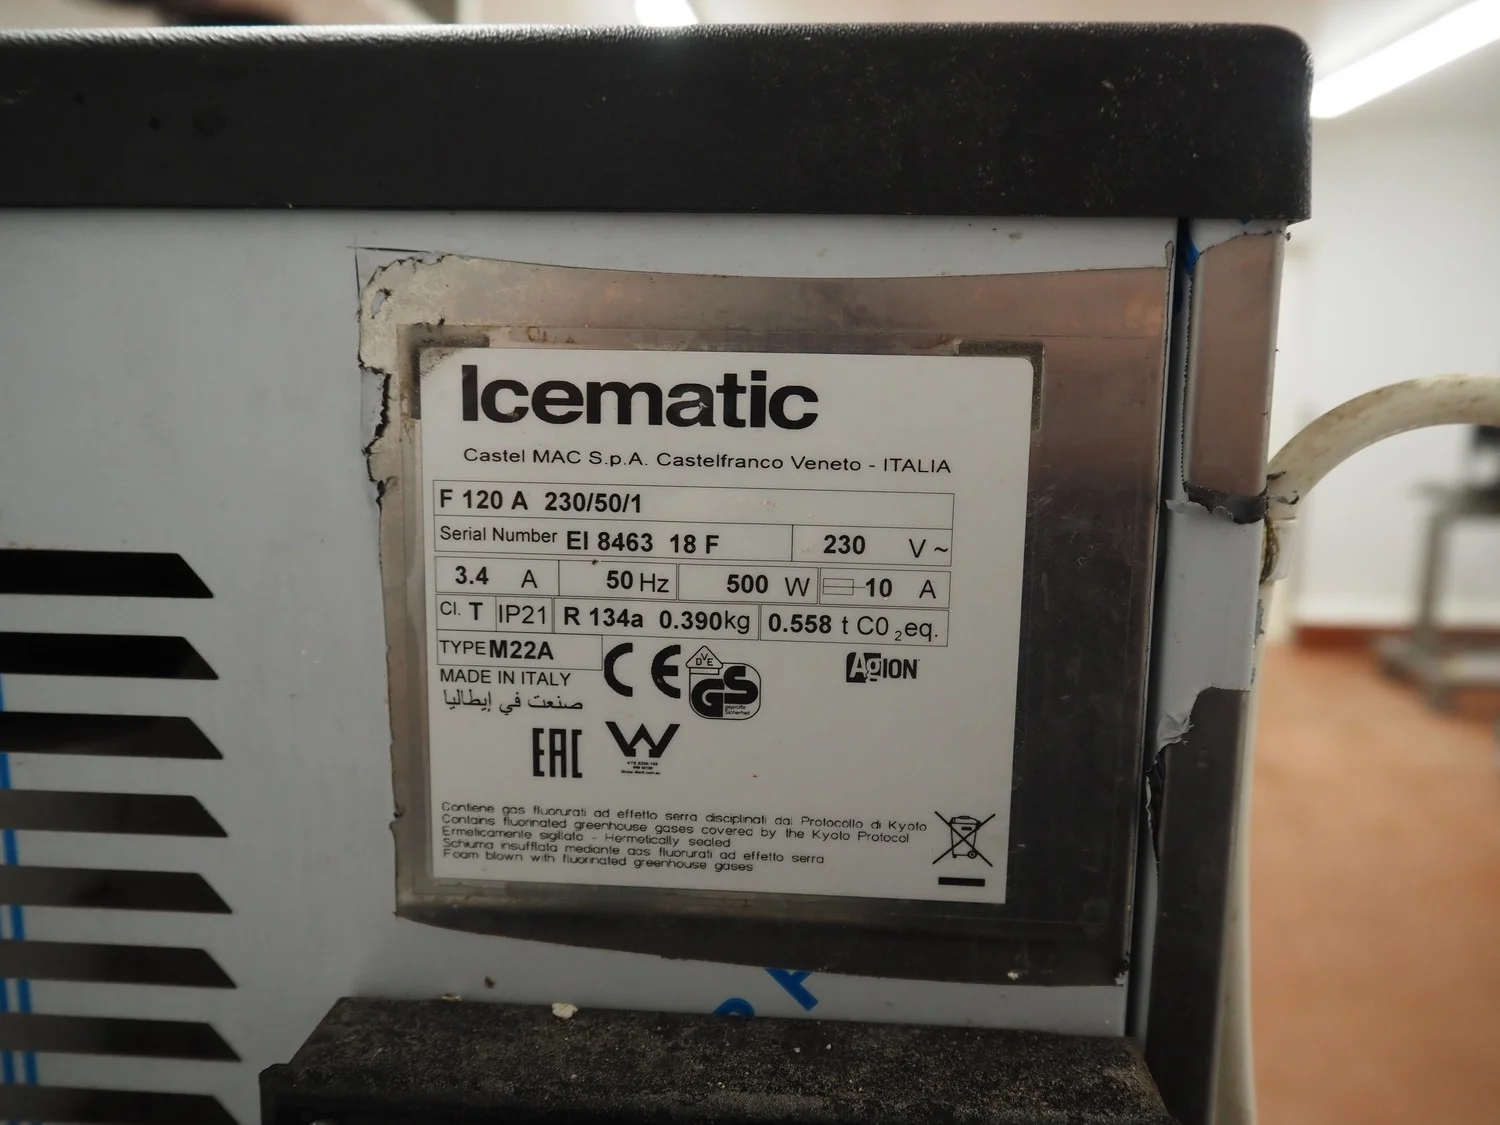 Icematic
Castel MAC S.p.A. Castelfranco Veneto - ITALIA
F 120 A 230/50/1
Serial Number EI 8463 18 F 230 V ~
3.4 A 50 Hz 500 W 10 A
Cl. T IP21 R 134a 0.390kg 0.558 t C0₂eq.
TYPE M22A
MADE IN ITALY
صنعت في إيطاليا
CE DVE GS geprüfte Sicherheit
AgION
EAC
Contiene gas fluorurati ad effetto serra disciplinati dal Protocollo di Kyoto
Contains fluorinated greenhouse gases covered by the Kyoto Protocol
Ermeticamente sigillato - Hermetically sealed
Schiuma insufflata mediante gas fluorurati ad effetto serra
Foam blown with fluorinated greenhouse gases